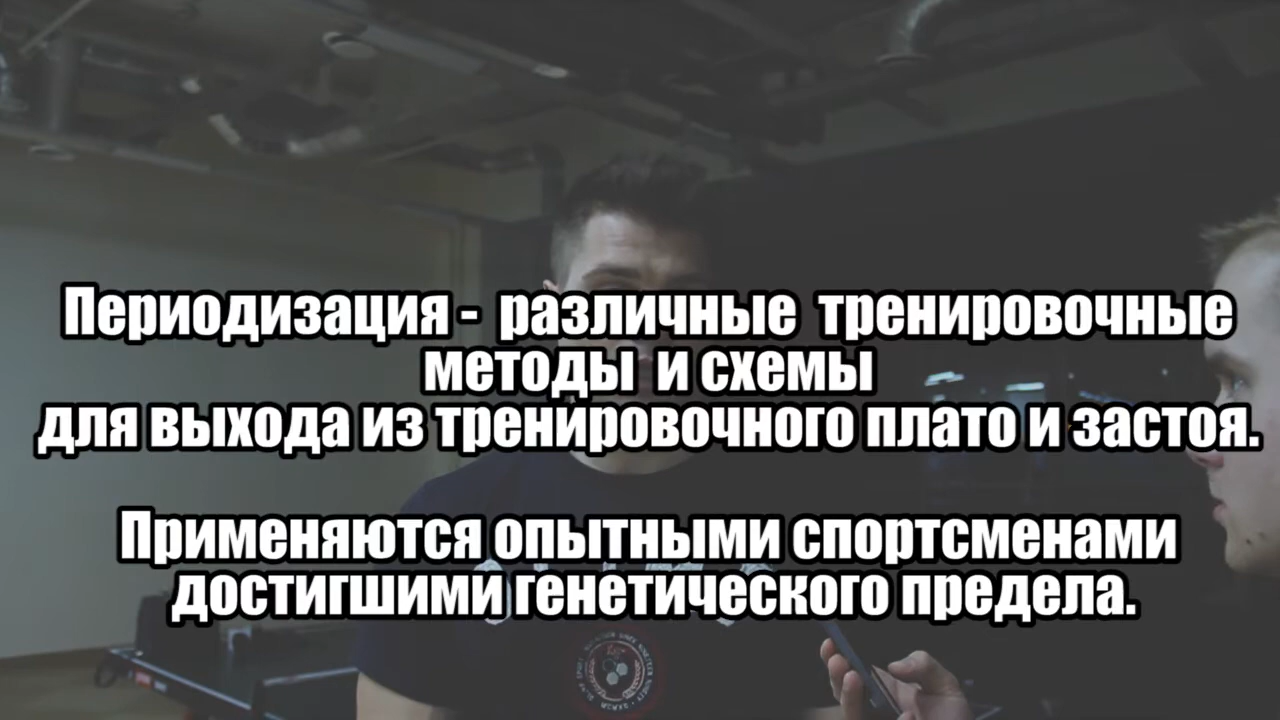 Периодизация -  различные  тренировочные
методы  и схемы
для выхода из тренировочного плато и застоя.
Применяются опытными спортсменами
достигшими генетического предела.